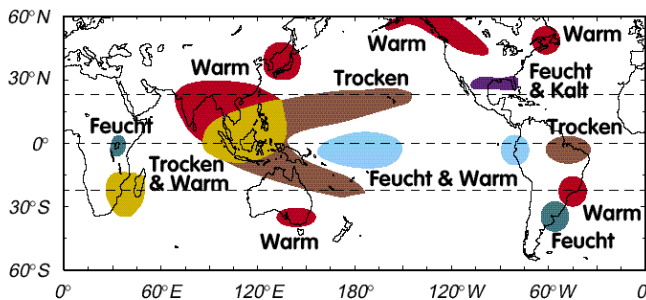 60°N
30°N
0°
30°S
60°S
0°
60°E
120°E
180°
120°W
60°W
0°
Warm
Warm
Warm
Trocken
Feucht
& Kalt
Feucht
Trocken
Trocken
& Warm
Feucht & Warm
Warm
Warm
Feucht